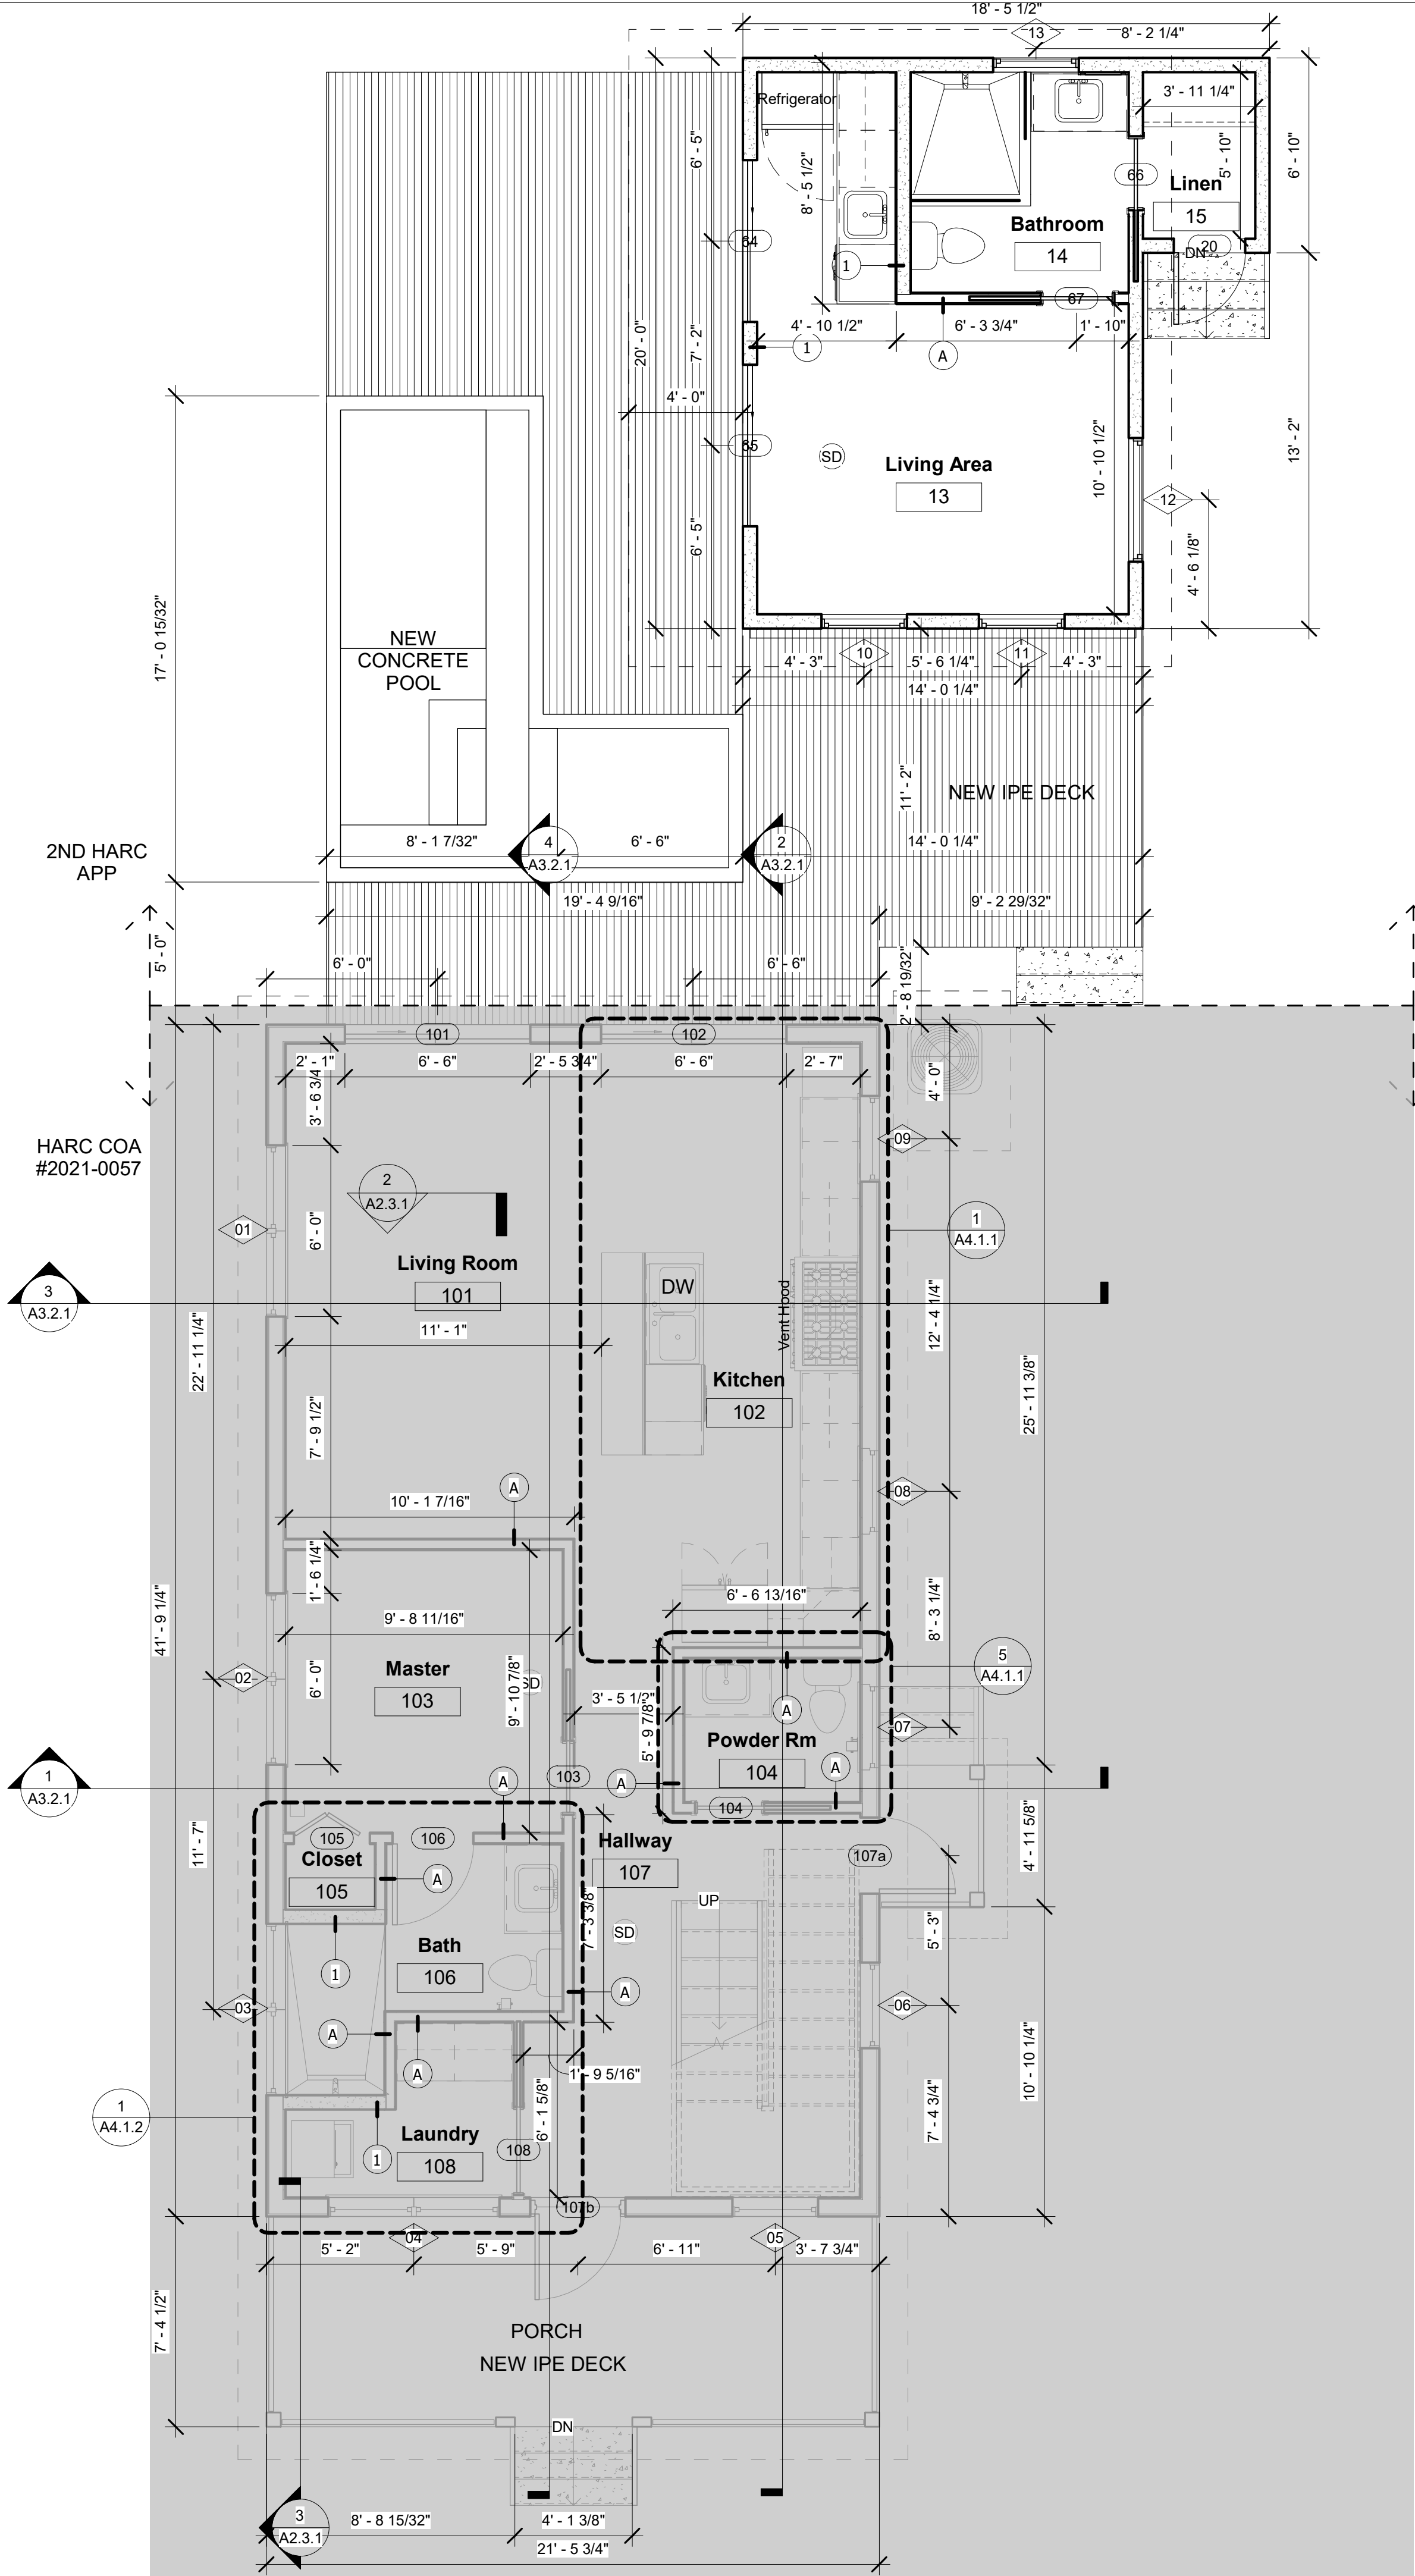 18' - 5 1/2"
13
8' - 2 1/4"
3' - 11 1/4"
Refrigerator
6' - 5"
8' - 5 1/2"
5' - 10"
6' - 10"
66
Linen
15
Bathroom
14
64
20
DN
1
67
4' - 10 1/2"
6' - 3 3/4"
1' - 10"
20' - 0"
7' - 2"
1
A
4' - 0"
65
SD
Living Area
13
10' - 10 1/2"
13' - 2"
12
4' - 6 1/8"
6' - 5"
17' - 0 15/32"
NEW
CONCRETE
POOL
4' - 3"
10
5' - 6 1/4"
11
4' - 3"
14' - 0 1/4"
11' - 2"
NEW IPE DECK
8' - 1 7/32"
4
A3.2.1
6' - 6"
2
A3.2.1
14' - 0 1/4"
2ND HARC
APP
19' - 4 9/16"
9' - 2 29/32"
5' - 0"
6' - 0"
6' - 6"
2' - 8 19/32"
101
102
2' - 1"
6' - 6"
2' - 5 3/4"
6' - 6"
2' - 7"
3' - 6 3/4"
4' - 0"
HARC COA
#2021-0057
09
2
A2.3.1
01
6' - 0"
1
A4.1.1
Living Room
101
DW
Vent Hood
3
A3.2.1
12' - 4 1/4"
22' - 11 1/4"
11' - 1"
Kitchen
102
25' - 11 3/8"
7' - 9 1/2"
A
10' - 1 7/16"
08
1' - 6 1/4"
6' - 6 13/16"
41' - 9 1/4"
9' - 8 11/16"
8' - 3 1/4"
02
Master
103
6' - 0"
9' - 10 7/8"
SD
3' - 5 1/2"
5' - 9 7/8"
A
5
A4.1.1
07
Powder Rm
104
103
A
A
A
1
A3.2.1
104
11' - 7"
105
106
Closet
105
Hallway
107
107a
4' - 11 5/8"
A
UP
7' - 3 3/8"
SD
5' - 3"
Bath
106
1
A
03
06
A
A
1' - 9 5/16"
10' - 10 1/4"
1
A4.1.2
6' - 1 5/8"
7' - 4 3/4"
Laundry
108
1
108
107b
04
05
5' - 2"
5' - 9"
6' - 11"
3' - 7 3/4"
7' - 4 1/2"
PORCH
NEW IPE DECK
DN
3
A2.3.1
8' - 8 15/32"
4' - 1 3/8"
21' - 5 3/4"